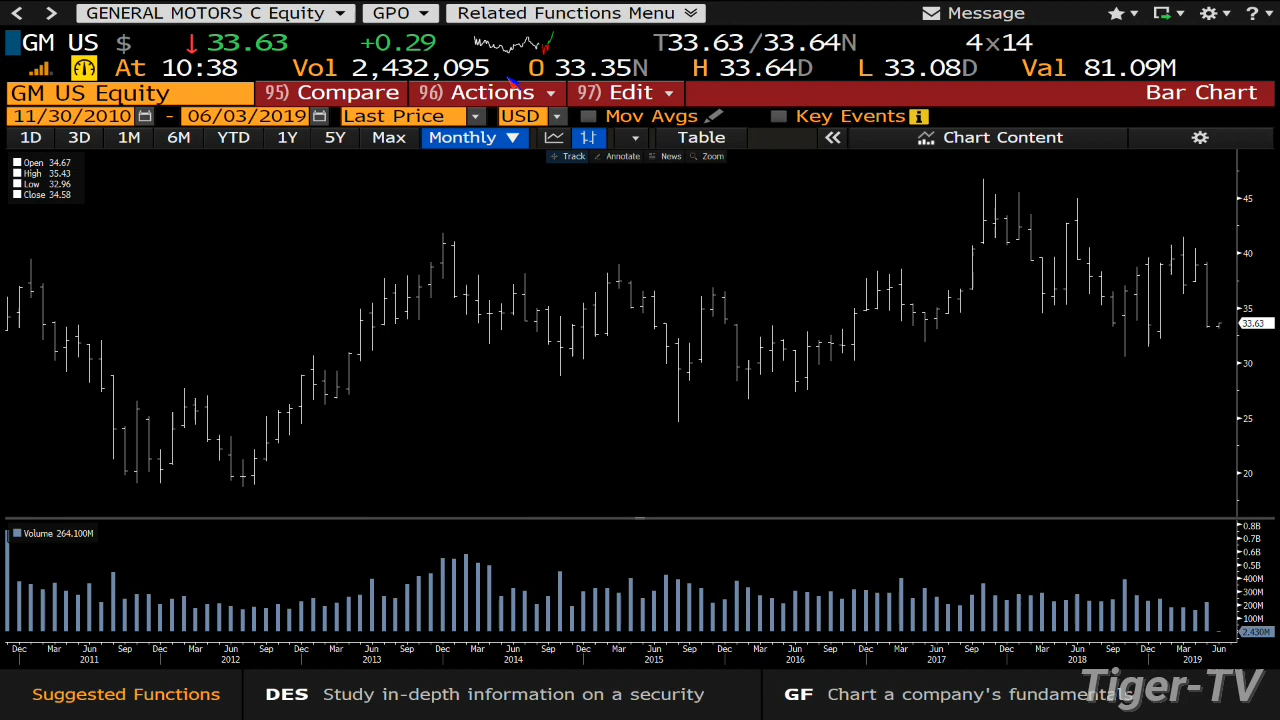 GENERAL MOTORS C Equity GPO Related Functions Menu Message ?
GM US $ ↓ 33.63 +0.29 T33.63/33.64N 4x14
At 10:38 Vol 2,432,095 O 33.35N H 33.64D L 33.08D Val 81.09M
GM US Equity 95) Compare 96) Actions 97) Edit Bar Chart
11/30/2010 - 06/03/2019 Last Price USD Mov Avgs Key Events
1D 3D 1M 6M YTD 1Y 5Y Max Monthly ▼ Table « Chart Content
Track Annotate News Zoom
Open 34.67
High 35.43
Low 32.96
Close 34.58
45
40
35
33.63
30
25
20
Volume 264.100M
0.8B
0.7B
0.6B
0.5B
400M
300M
200M
100M
2.430M
Dec Mar Jun Sep Dec Mar Jun Sep Dec Mar Jun Sep Dec Mar Jun Sep Dec Mar Jun Sep Dec Mar Jun Sep Dec Mar Jun Sep Dec Mar Jun Sep Dec Mar Jun
2011 2012 2013 2014 2015 2016 2017 2018 2019
Suggested Functions DES Study in-depth information on a security GF Chart a company's fundamentals
Tiger-TV